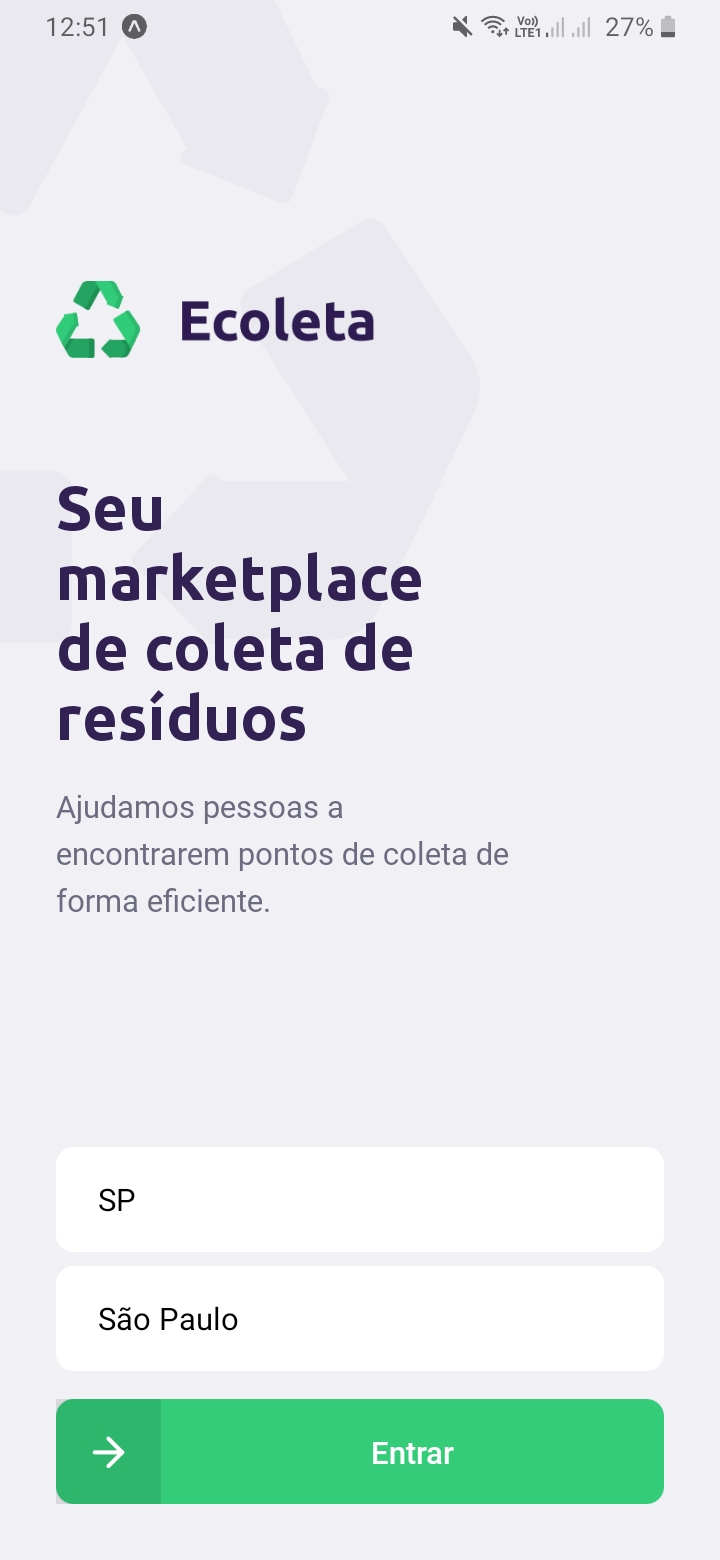 12:51
Vo)) LTE1 27%
Ecoleta
Seu
marketplace
de coleta de
resíduos
Ajudamos pessoas a
encontrarem pontos de coleta de
forma eficiente.
SP
São Paulo
Entrar